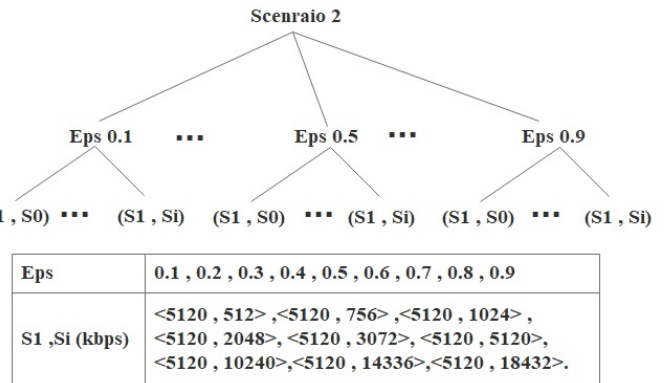 Scenraio 2
Eps 0.1 ... Eps 0.5 ... Eps 0.9
, S0) ... (S1 , Si) (S1 , S0) ... (S1 , Si) (S1 , S0) ... (S1 , Si)
Eps 0.1 , 0.2 , 0.3 , 0.4 , 0.5 , 0.6 , 0.7 , 0.8 , 0.9
<5120 , 512> ,<5120 , 756> ,<5120 , 1024> ,
S1 ,Si (kbps) <5120 , 2048>, <5120 , 3072>, <5120 , 5120>,
<5120 , 10240>,<5120 , 14336>,<5120 , 18432>.